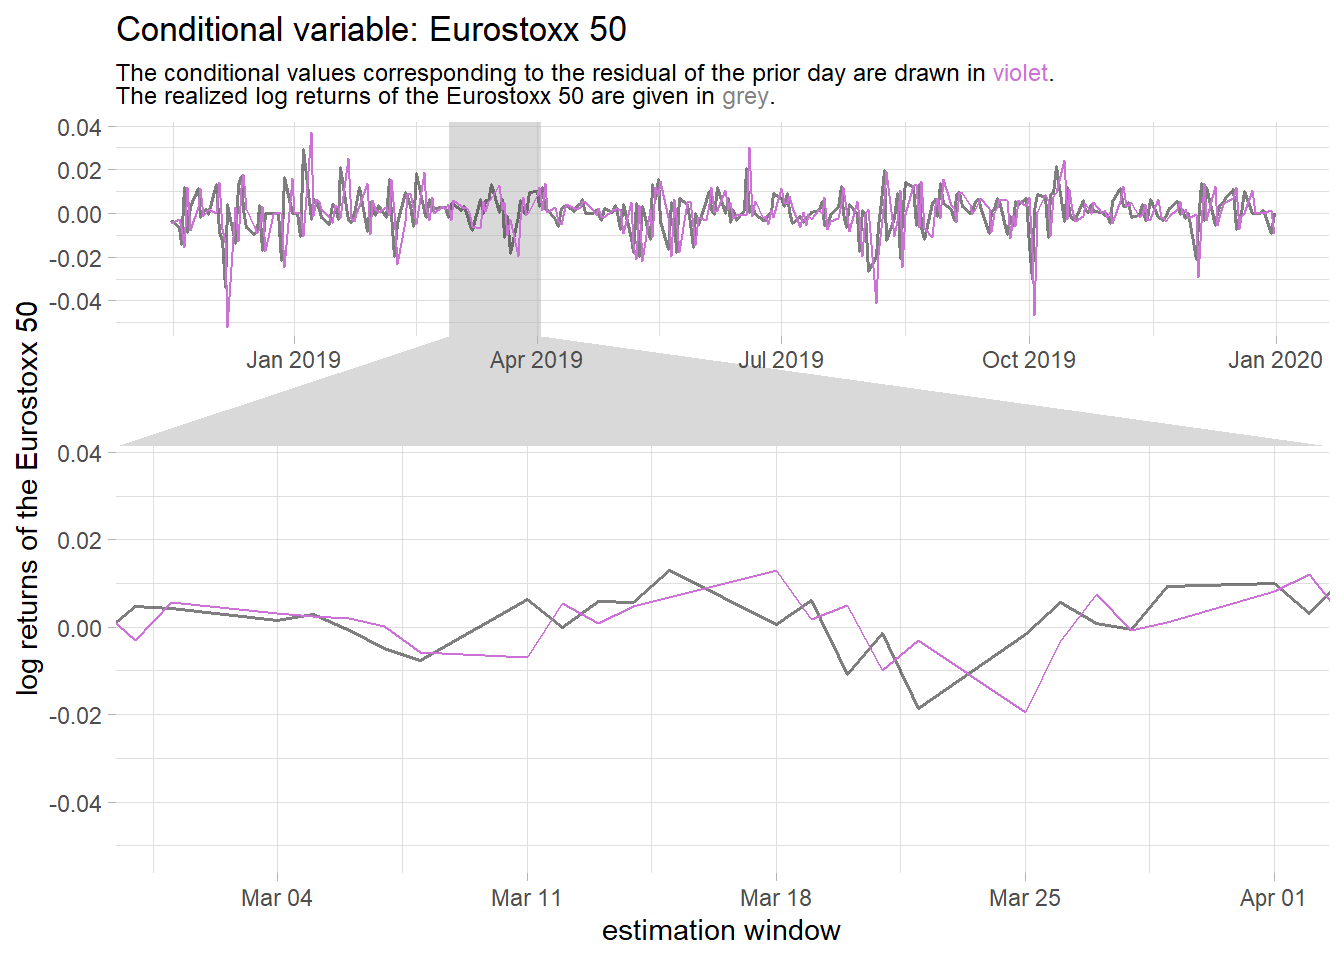 Conditional variable: Eurostoxx 50
The conditional values corresponding to the residual of the prior day are drawn in violet.
The realized log returns of the Eurostoxx 50 are given in grey.
0.04
0.02
0.00
-0.02
-0.04
Jan 2019 Apr 2019 Jul 2019 Oct 2019 Jan 2020
log returns of the Eurostoxx 50
0.04
0.02
0.00
-0.02
-0.04
Mar 04 Mar 11 Mar 18 Mar 25 Apr 01
estimation window